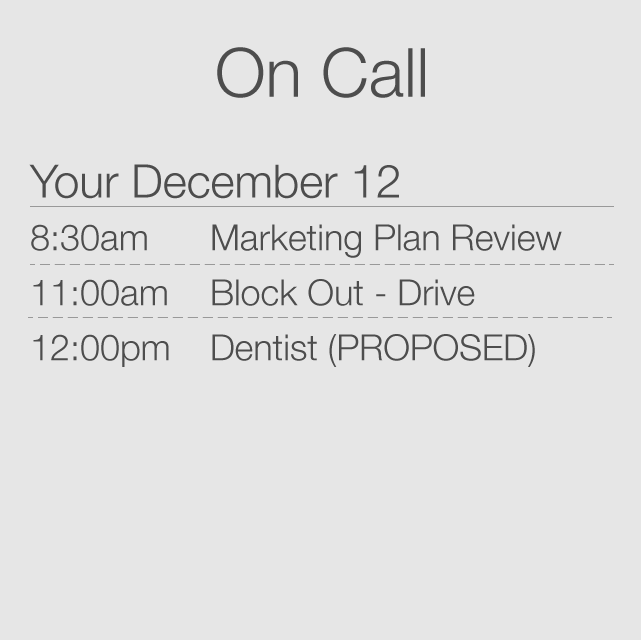 On Call
Your December 12
8:30am Marketing Plan Review
11:00am Block Out - Drive
12:00pm Dentist (PROPOSED)